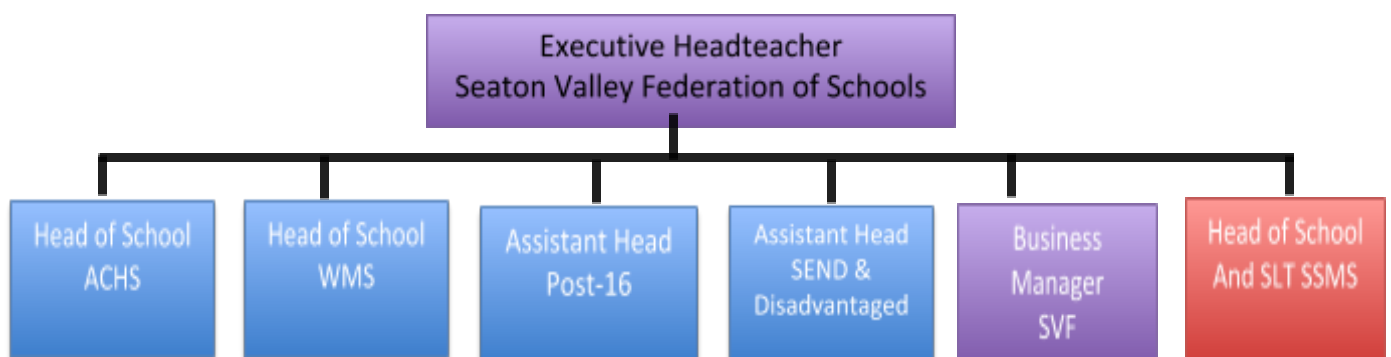 Executive Headteacher
Seaton Valley Federation of Schools
Head of School
ACHS
Head of School
WMS
Assistant Head
Post-16
Assistant Head
SEND &
Disadvantaged
Business
Manager
SVF
Head of School
And SLT SSMS